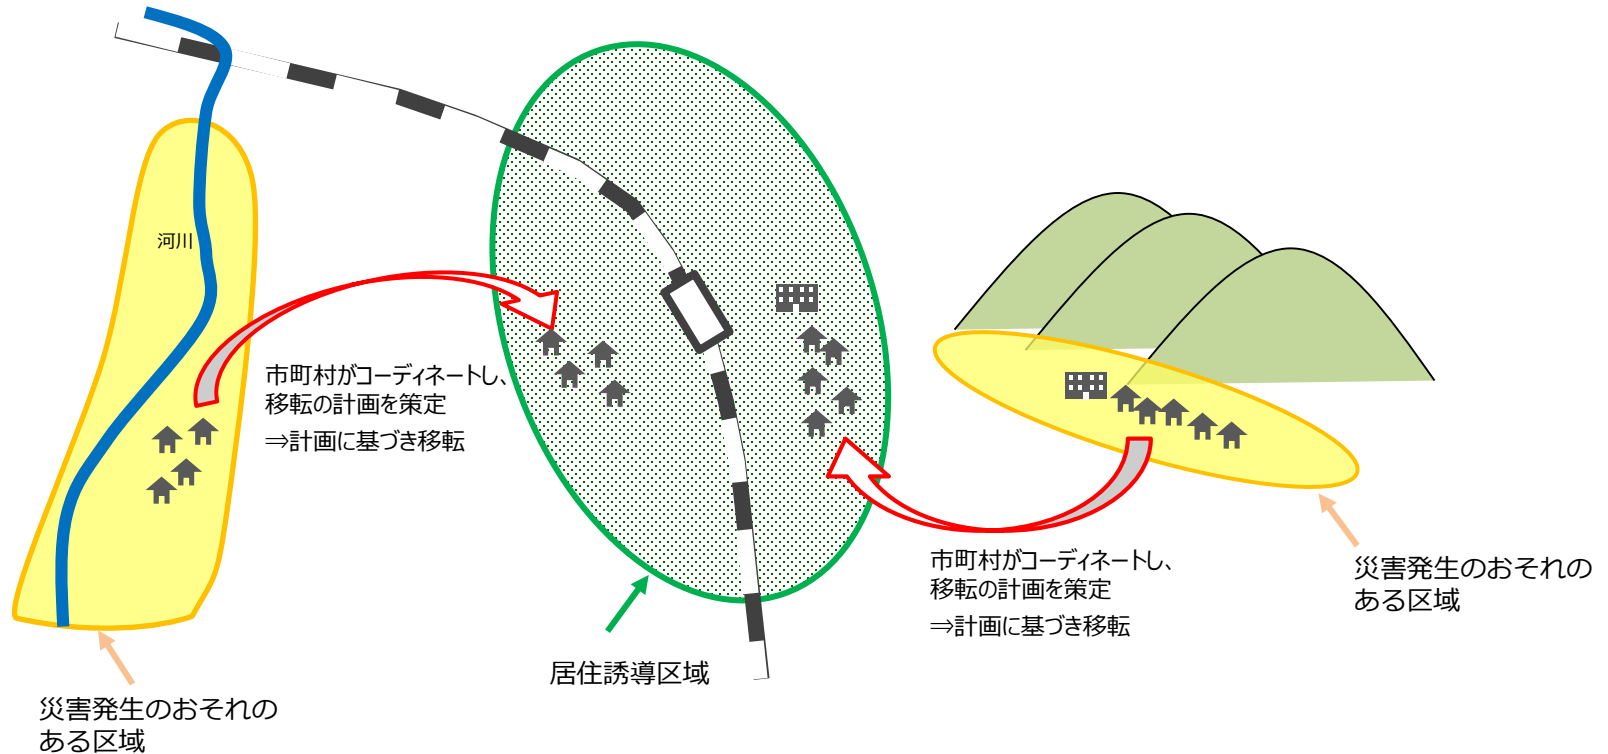 河川
市町村がコーディネートし、
移転の計画を策定
⇒計画に基づき移転
市町村がコーディネートし、
移転の計画を策定
⇒計画に基づき移転
災害発生のおそれの
ある区域
居住誘導区域
災害発生のおそれの
ある区域